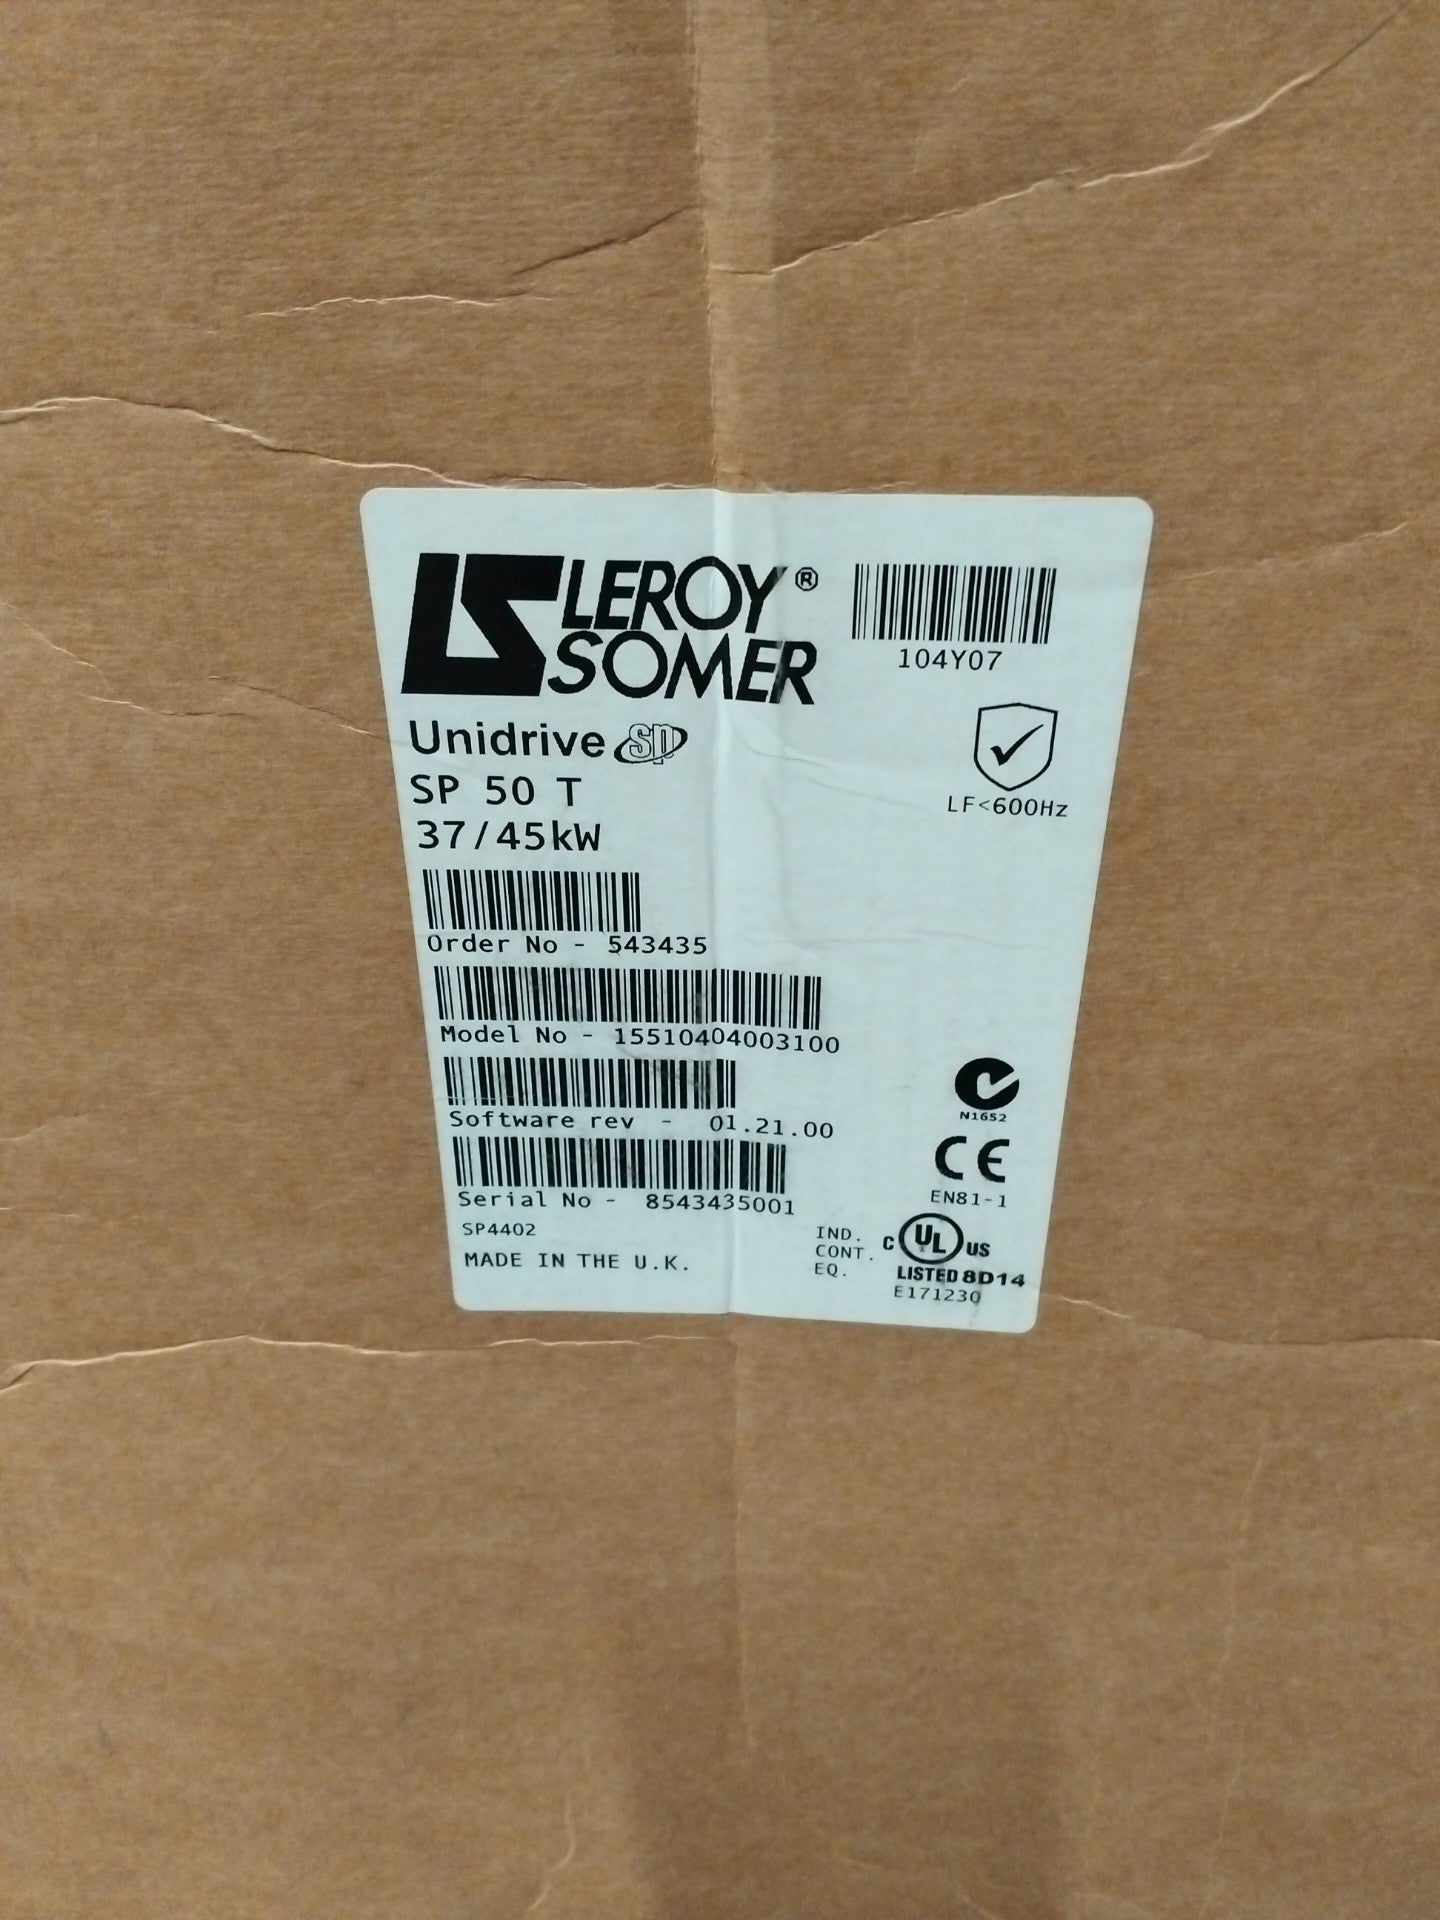 LEROY®
SOMER
104Y07
Unidrive sp
SP 50 T
LF<600Hz
37/45kW
Order No - 543435
Model No - 15510404003100
Software rev - 01.21.00
N1652
CE
Serial No - 8543435001
EN81-1
SP4402
MADE IN THE U.K.
IND.
CONT.
EQ.
C UL US
LISTED 8D14
E171230